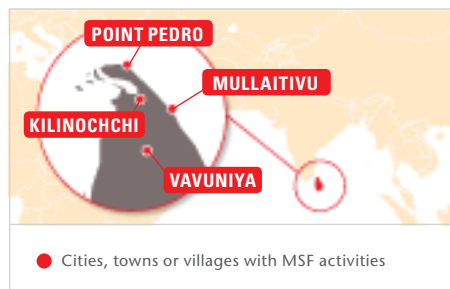 POINT PEDRO
MULLAITIVU
KILINOCHCHI
VAVUNIYA
Cities, towns or villages with MSF activities